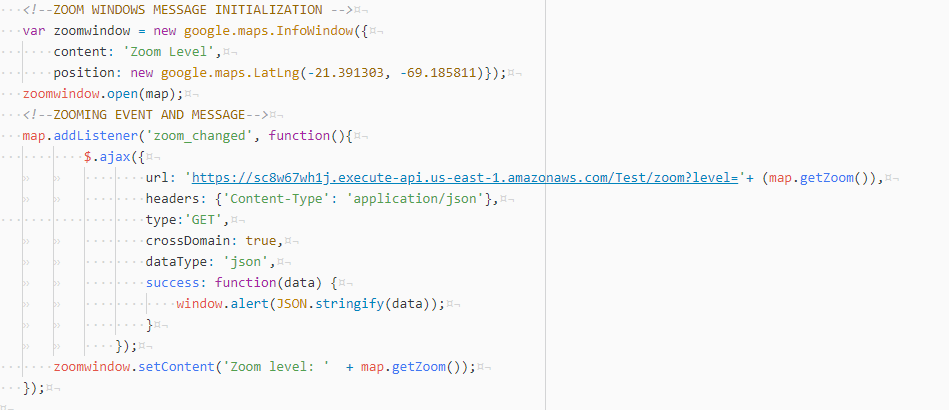 <!--ZOOM WINDOWS MESSAGE INITIALIZATION -->
var zoomwindow = new google.maps.InfoWindow({
content: 'Zoom Level',
position: new google.maps.LatLng(-21.391303, -69.185811)});
zoomwindow.open(map);
<!--ZOOMING EVENT AND MESSAGE-->
map.addListener('zoom_changed', function(){
$.ajax({
url: 'https://sc8w67wh1j.execute-api.us-east-1.amazonaws.com/Test/zoom?level='+ (map.getZoom()),
headers: {'Content-Type': 'application/json'},
type:'GET',
crossDomain: true,
dataType: 'json',
success: function(data) {
window.alert(JSON.stringify(data));
}
});
zoomwindow.setContent('Zoom level: '  + map.getZoom());
});